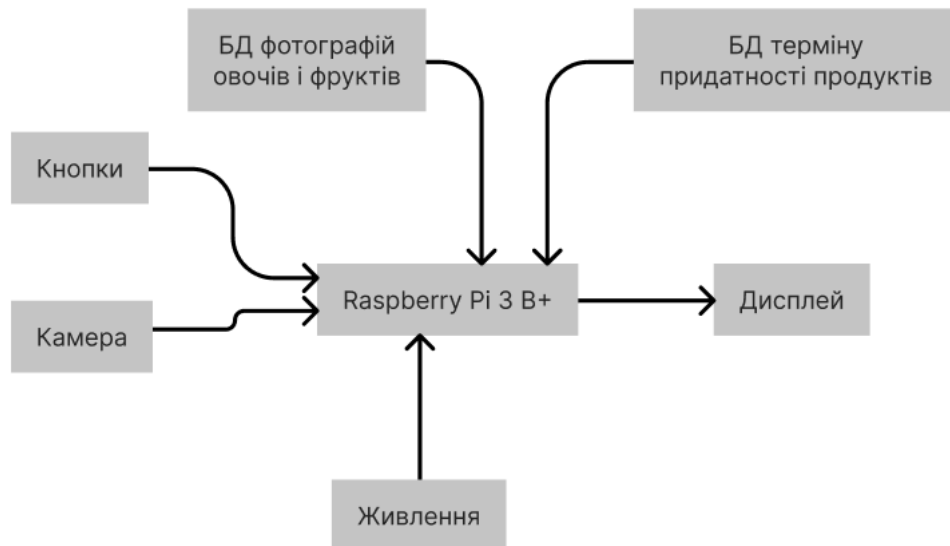 БД фотографій
овочів і фруктів
БД терміну
придатності продуктів
Кнопки
Raspberry Pi 3 B+
Дисплей
Камера
Живлення